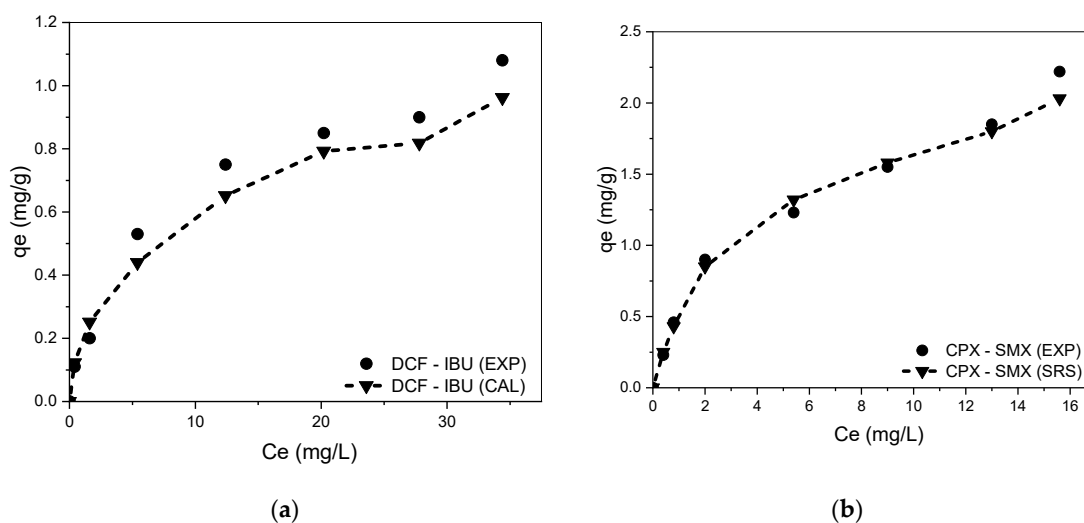 1.2
1.0
0.8
0.6
0.4
0.2
0.0
qe (mg/g)
0
10
20
30
Ce (mg/L)
DCF - IBU (EXP)
DCF - IBU (CAL)
(a)
2.5
2.0
1.5
1.0
0.5
0.0
qe (mg/g)
0
2
4
6
8
10
12
14
16
Ce (mg/L)
CPX - SMX (EXP)
CPX - SMX (SRS)
(b)